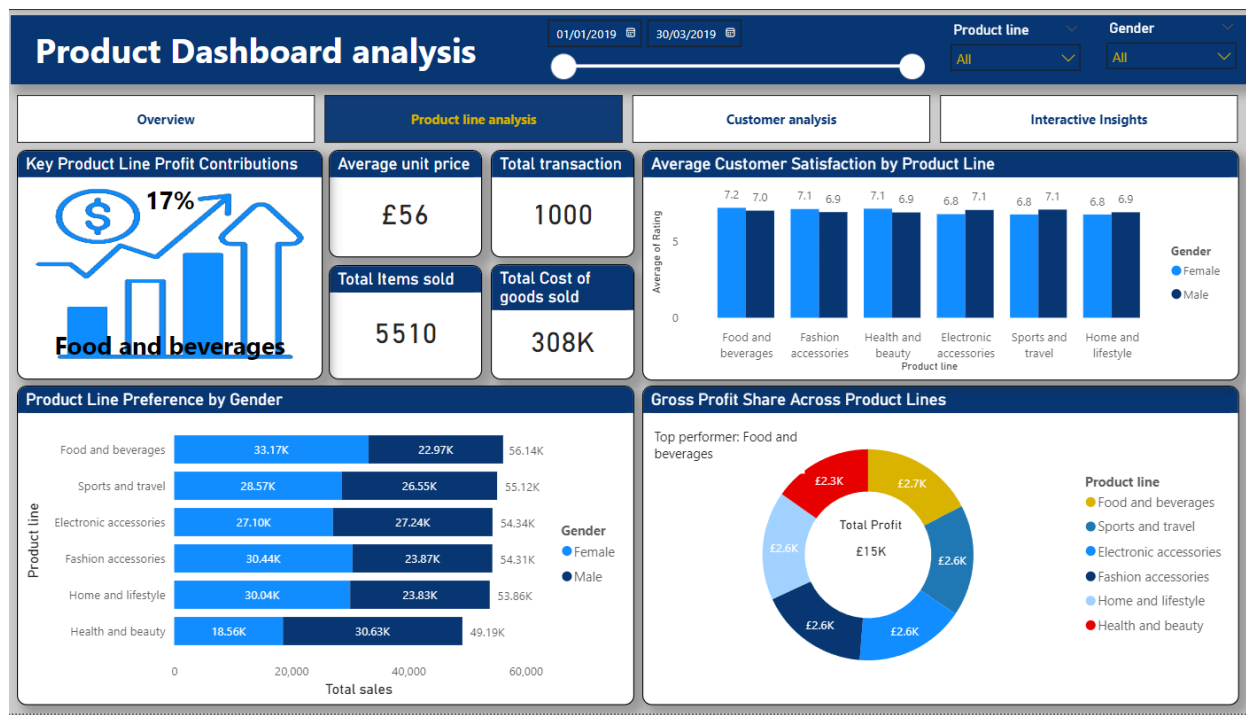 Product Dashboard analysis
01/01/2019
30/03/2019
Product line
All
Gender
All
Overview
Product line analysis
Customer analysis
Interactive Insights
Key Product Line Profit Contributions
$
17%
Food and beverages
Average unit price
£56
Total transaction
1000
Total Items sold
5510
Total Cost of
goods sold
308K
Average Customer Satisfaction by Product Line
7.2 7.0 7.1 6.9 7.1 6.9 6.8 7.1 6.8 7.1 6.8 6.9
Average of Rating
5
0
Food and
beverages
Fashion
accessories
Health and
beauty
Electronic
accessories
Sports and
travel
Home and
lifestyle
Product line
Gender
Female
Male
Product Line Preference by Gender
Product line
Food and beverages 33.17K 22.97K 56.14K
Sports and travel 28.57K 26.55K 55.12K
Electronic accessories 27.10K 27.24K 54.34K
Fashion accessories 30.44K 23.87K 54.31K
Home and lifestyle 30.04K 23.83K 53.86K
Health and beauty 18.56K 30.63K 49.19K
0 20,000 40,000 60,000
Total sales
Gender
Female
Male
Gross Profit Share Across Product Lines
Top performer: Food and
beverages
£2.3K £2.7K
£2.6K £2.6K
£2.6K £2.6K
Total Profit
£15K
Product line
Food and beverages
Sports and travel
Electronic accessories
Fashion accessories
Home and lifestyle
Health and beauty